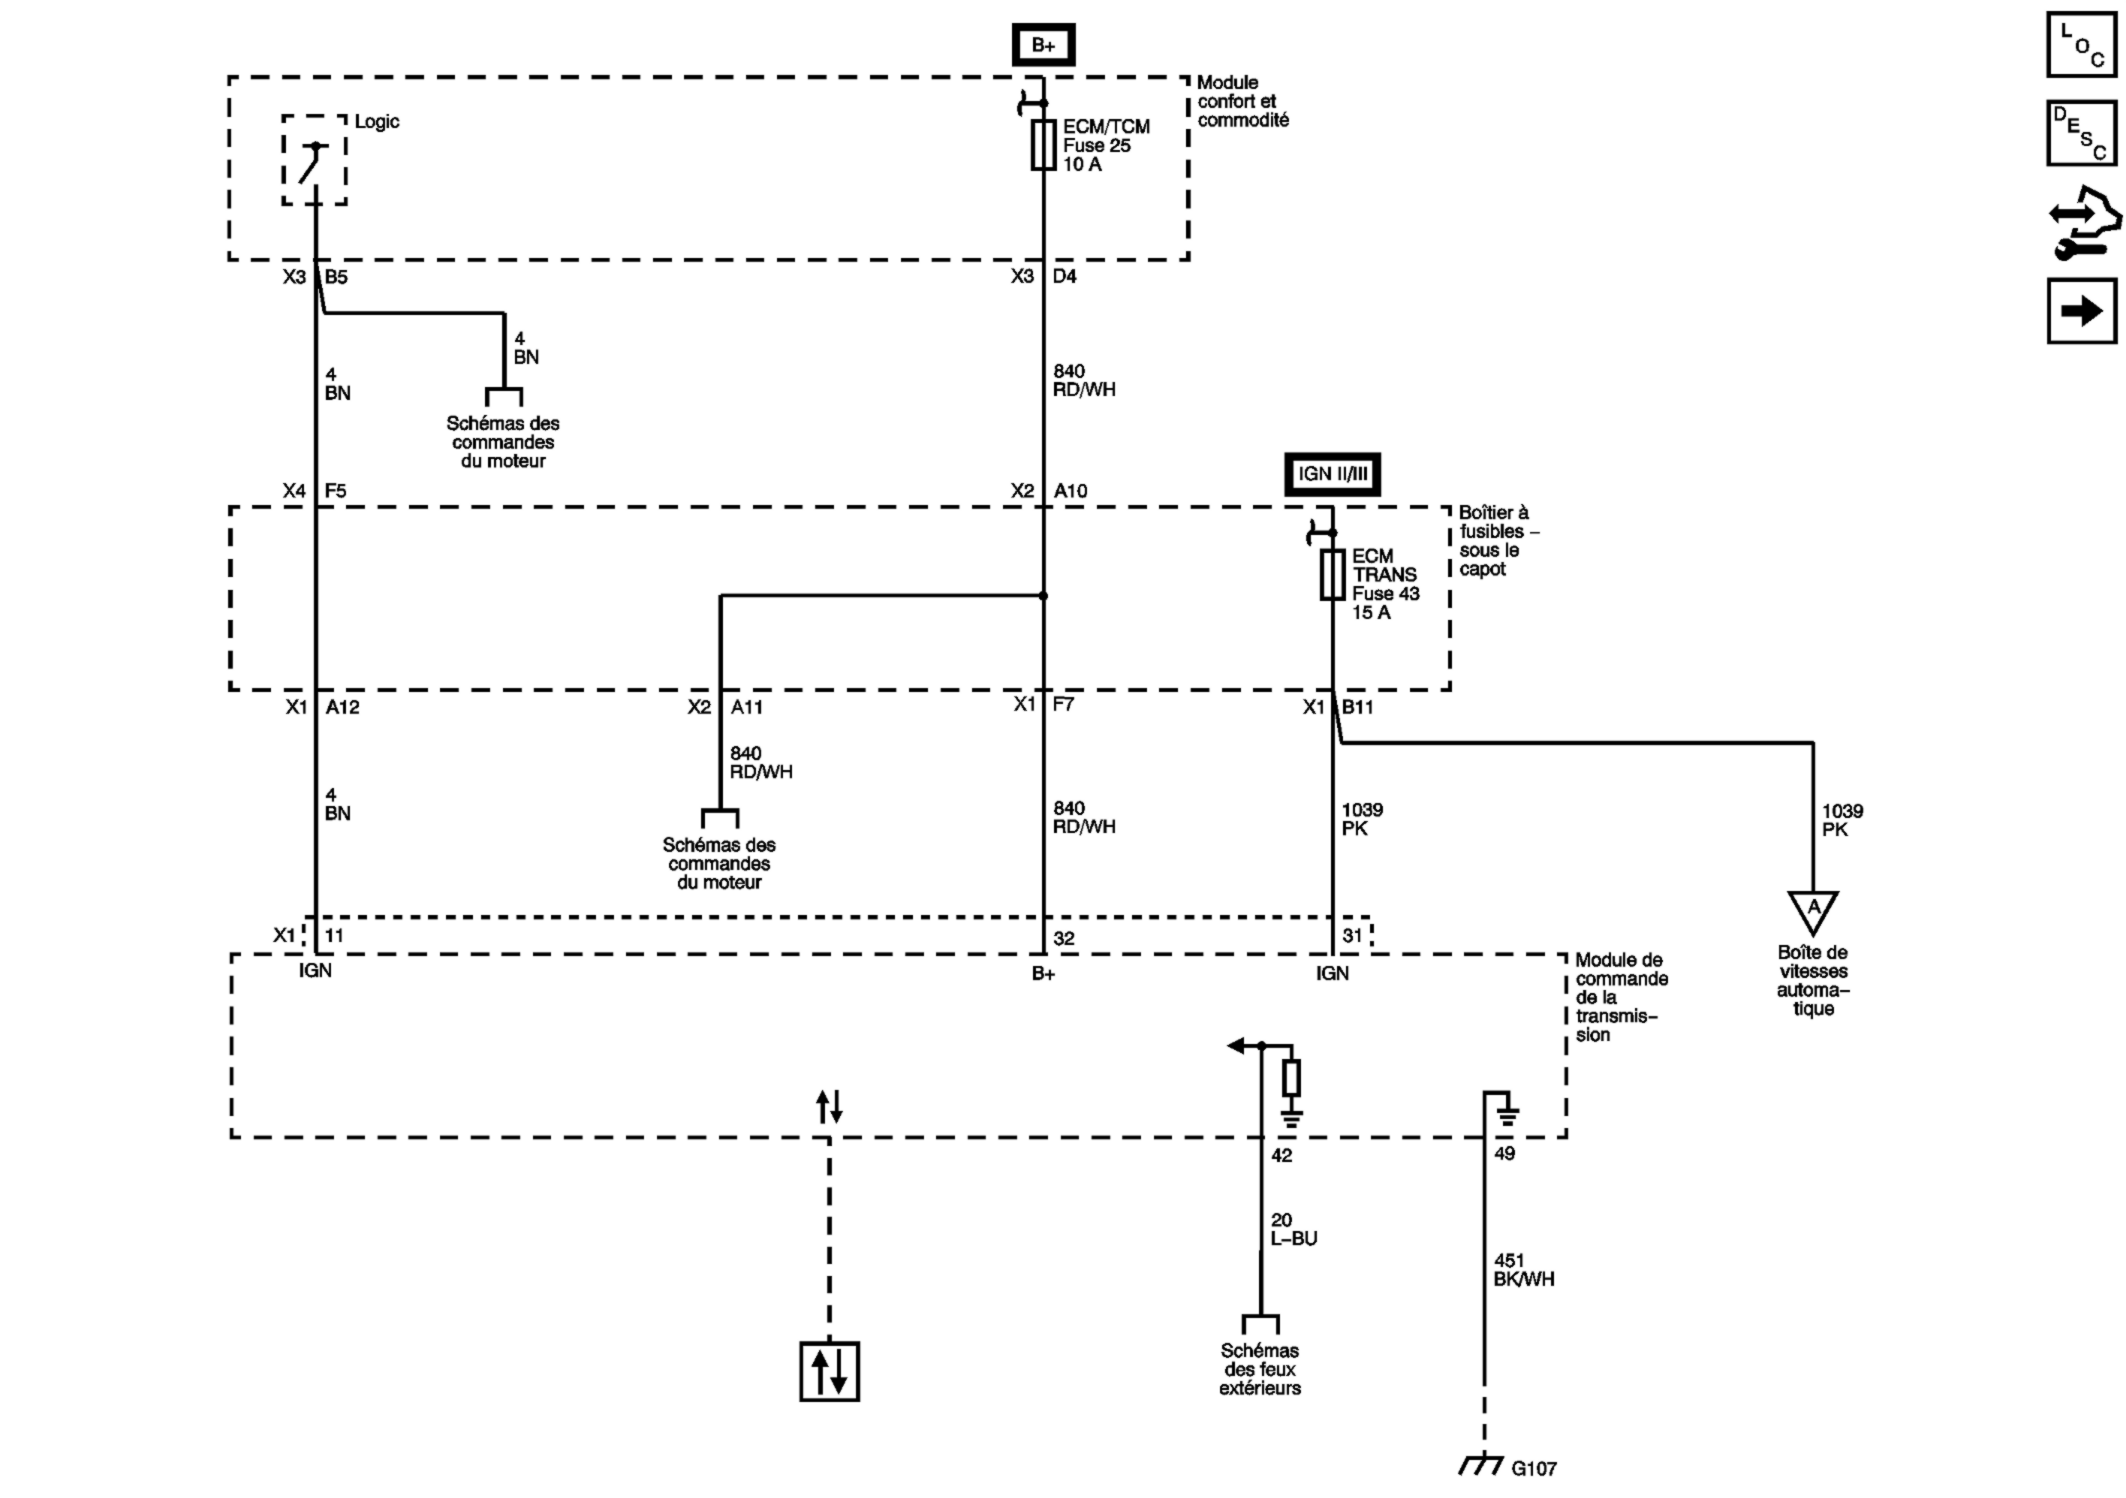 B+
L
O
C
Module
confort et
commodité
Logic
ECM/TCM
Fuse 25
10 A
D
E
S
C
X3 B5
X3 D4
4
BN
4
BN
840
RD/WH
Schémas des
commandes
du moteur
IGN II/III
X4 F5
X2 A10
Boîtier à
fusibles –
sous le
capot
ECM
TRANS
Fuse 43
15 A
X1 A12
X2 A11
X1 F7
X1 B11
840
RD/WH
4
BN
840
RD/WH
1039
PK
1039
PK
Schémas des
commandes
du moteur
A
X1 11
32
31
IGN
B+
IGN
Boîte de
vitesses
automa–
tique
Module de
commande
de la
transmis–
sion
42
49
20
L–BU
451
BK/WH
Schémas
des feux
extérieurs
G107